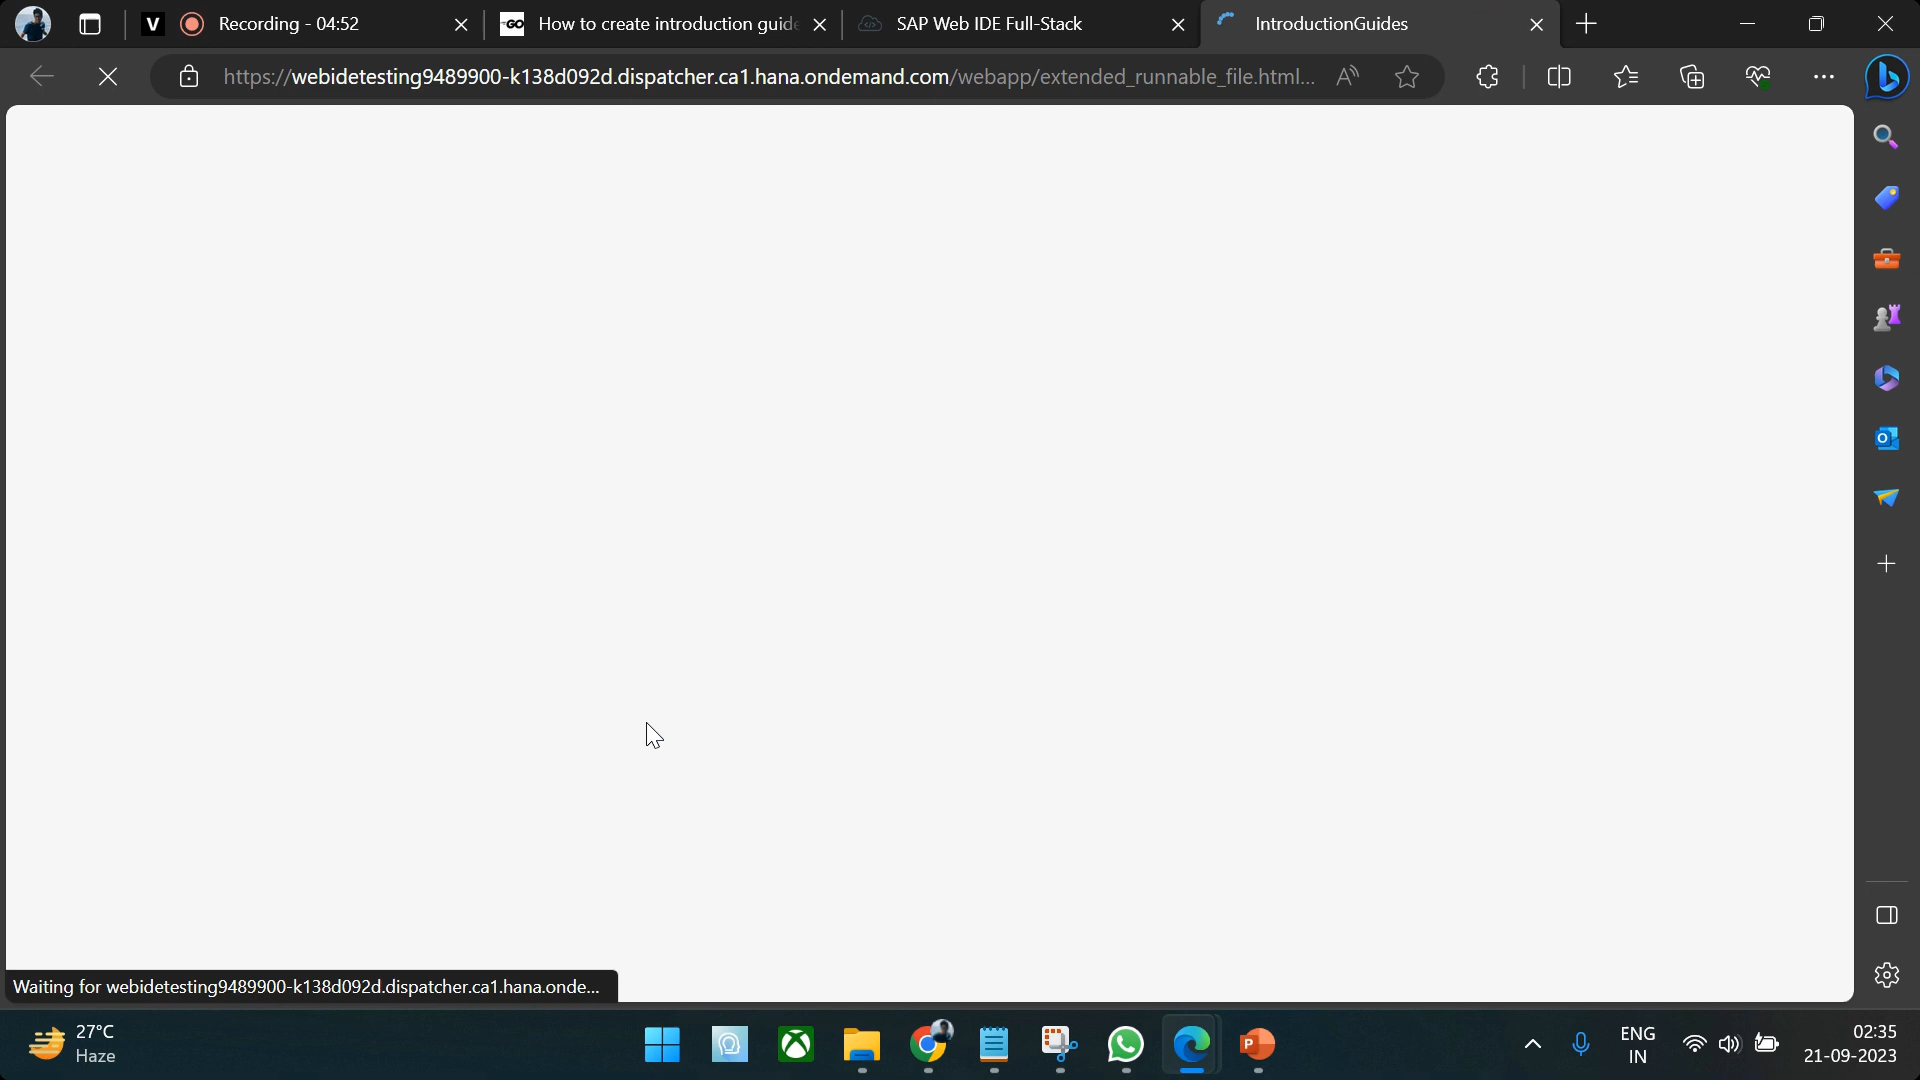 V Recording - 04:52
GO How to create introduction guide
SAP Web IDE Full-Stack
IntroductionGuides
https://webidetesting9489900-k138d092d.dispatcher.ca1.hana.ondemand.com/webapp/extended_runnable_file.html...
Waiting for webidetesting9489900-k138d092d.dispatcher.ca1.hana.onde...
27°C
Haze
ENG
IN
02:35
21-09-2023